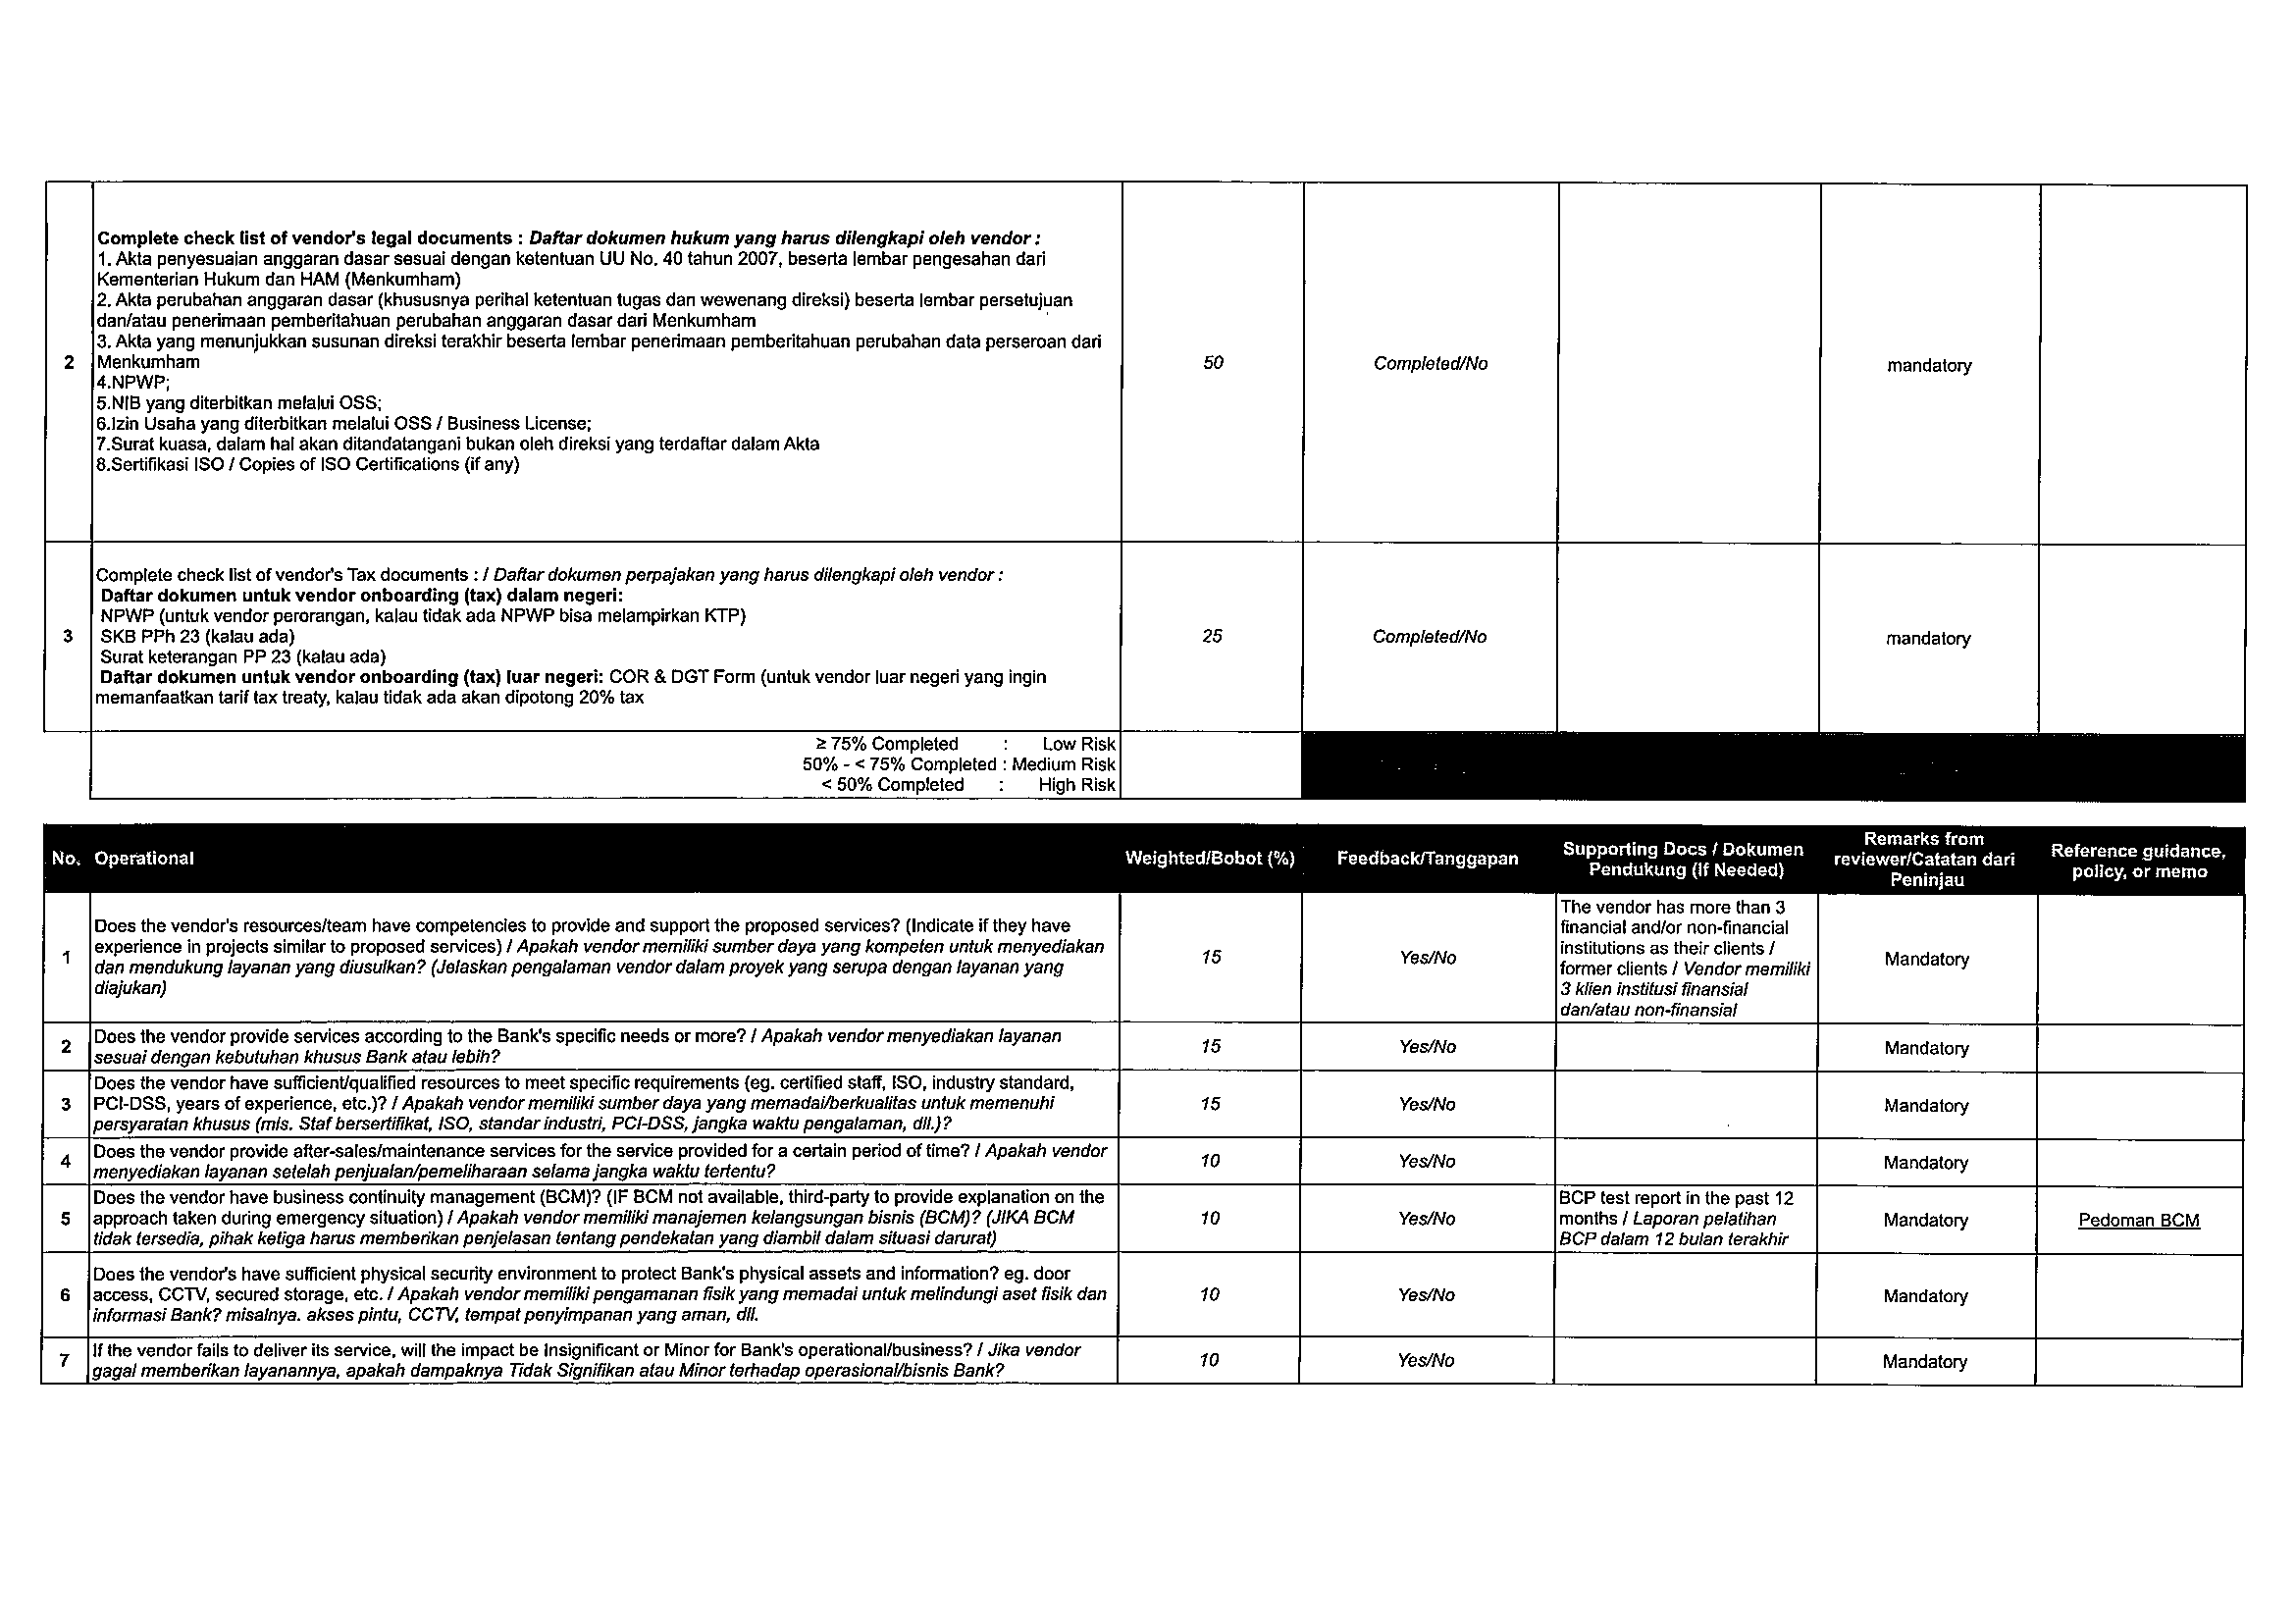 Complete check list of vendor's legal documents : Daftar dokumen hukum yang harus dilengkapi oleh vendor :
1. Akta penyesuaian anggaran dasar sesuai dengan ketentuan UU No. 40 tahun 2007, beserta lembar pengesahan dari
Kementerian Hukum dan HAM (Menkumham)
2. Akta perubahan anggaran dasar (khususnya perihal ketentuan tugas dan wewenang direksi) beserta lembar persetujuan
dan/atau penerimaan pemberitahuan perubahan anggaran dasar dari Menkumham
3. Akta yang menunjukkan susunan direksi terakhir beserta lembar penerimaan pemberitahuan perubahan data perseroan dari
2 Menkumham 50 Completed/No mandatory
4.NPWP;
5.NIB yang diterbitkan melalui OSS;
6.Izin Usaha yang diterbitkan melalui OSS / Business License;
7.Surat kuasa, dalam hal akan ditandatangani bukan oleh direksi yang terdaftar dalam Akta
8.Sertifikasi ISO / Copies of ISO Certifications (if any)
Complete check list of vendor's Tax documents : / Daftar dokumen perpajakan yang harus dilengkapi oleh vendor :
Daftar dokumen untuk vendor onboarding (tax) dalam negeri:
NPWP (untuk vendor perorangan, kalau tidak ada NPWP bisa melampirkan KTP)
3 SKB PPh 23 (kalau ada) 25 Completed/No mandatory
Surat keterangan PP 23 (kalau ada)
Daftar dokumen untuk vendor onboarding (tax) luar negeri: COR & DGT Form (untuk vendor luar negeri yang ingin
memanfaatkan tarif tax treaty, kalau tidak ada akan dipotong 20% tax
≥ 75% Completed : Low Risk
50% - < 75% Completed : Medium Risk
< 50% Completed : High Risk
No. Operational Weighted/Bobot (%) Feedback/Tanggapan
Supporting Docs / Dokumen
Pendukung (If Needed)
Remarks from
reviewer/Catatan dari
Peninjau
Reference guidance,
policy, or memo
1
Does the vendor's resources/team have competencies to provide and support the proposed services? (Indicate if they have
experience in projects similar to proposed services) / Apakah vendor memiliki sumber daya yang kompeten untuk menyediakan
dan mendukung layanan yang diusulkan? (Jelaskan pengalaman vendor dalam proyek yang serupa dengan layanan yang
diajukan)
15
Yes/No
The vendor has more than 3
financial and/or non-financial
institutions as their clients /
former clients / Vendor memiliki
3 klien institusi finansial
dan/atau non-finansial
Mandatory
2
Does the vendor provide services according to the Bank's specific needs or more? / Apakah vendor menyediakan layanan
sesuai dengan kebutuhan khusus Bank atau lebih?
15
Yes/No
Mandatory
3
Does the vendor have sufficient/qualified resources to meet specific requirements (eg. certified staff, ISO, industry standard,
PCI-DSS, years of experience, etc.)? / Apakah vendor memiliki sumber daya yang memadai/berkualitas untuk memenuhi
persyaratan khusus (mis. Staf bersertifikat, ISO, standar industri, PCI-DSS, jangka waktu pengalaman, dll.)?
15
Yes/No
Mandatory
4
Does the vendor provide after-sales/maintenance services for the service provided for a certain period of time? / Apakah vendor
menyediakan layanan setelah penjualan/pemeliharaan selama jangka waktu tertentu?
10
Yes/No
Mandatory
5
Does the vendor have business continuity management (BCM)? (IF BCM not available, third-party to provide explanation on the
approach taken during emergency situation) / Apakah vendor memiliki manajemen kelangsungan bisnis (BCM)? (JIKA BCM
tidak tersedia, pihak ketiga harus memberikan penjelasan tentang pendekatan yang diambil dalam situasi darurat)
10
Yes/No
BCP test report in the past 12
months / Laporan pelatihan
BCP dalam 12 bulan terakhir
Mandatory
Pedoman BCM
6
Does the vendor's have sufficient physical security environment to protect Bank's physical assets and information? eg. door
access, CCTV, secured storage, etc. / Apakah vendor memiliki pengamanan fisik yang memadai untuk melindungi aset fisik dan
informasi Bank? misalnya. akses pintu, CCTV, tempat penyimpanan yang aman, dll.
10
Yes/No
Mandatory
7
If the vendor fails to deliver its service, will the impact be Insignificant or Minor for Bank's operational/business? / Jika vendor
gagal memberikan layanannya, apakah dampaknya Tidak Signifikan atau Minor terhadap operasional/bisnis Bank?
10
Yes/No
Mandatory